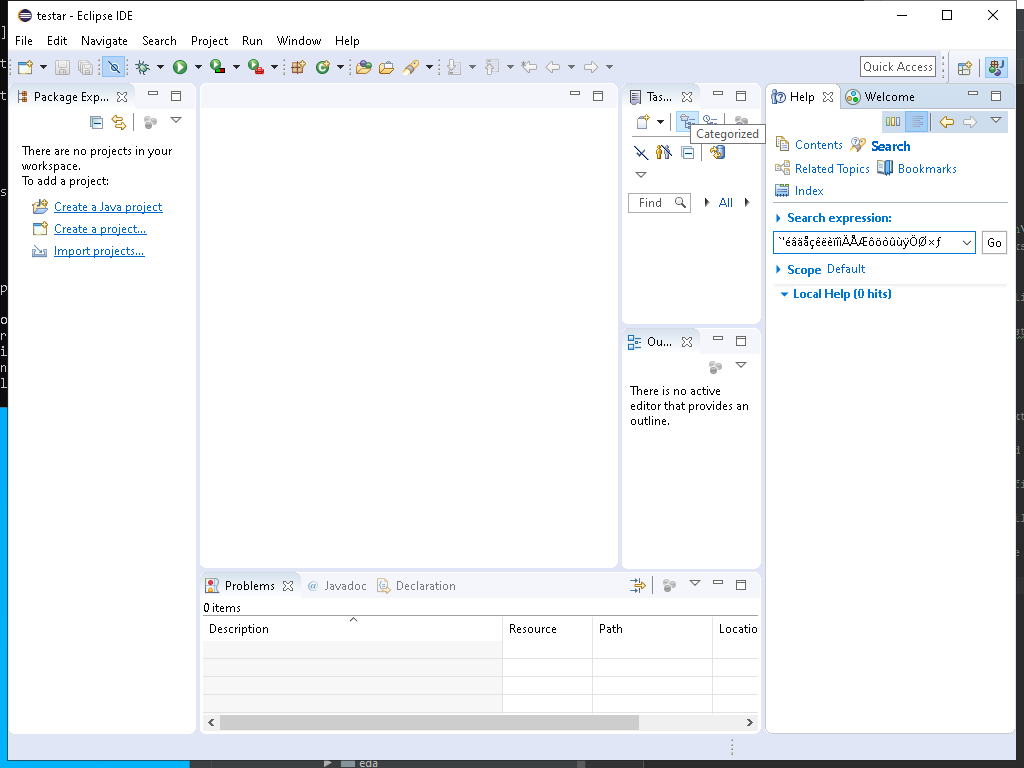 testar - Eclipse IDE
File Edit Navigate Search Project Run Window Help
Quick Access
Package Exp...
There are no projects in your
workspace.
To add a project:
Create a Java project
Create a project...
Import projects...
Tas...
Categorized
Find
All
Ou...
There is no active
editor that provides an
outline.
Help Welcome
Contents Search
Related Topics Bookmarks
Index
Search expression:
Go
Scope Default
Local Help (0 hits)
Problems @ Javadoc Declaration
0 items
Description Resource Path Locatio
eda